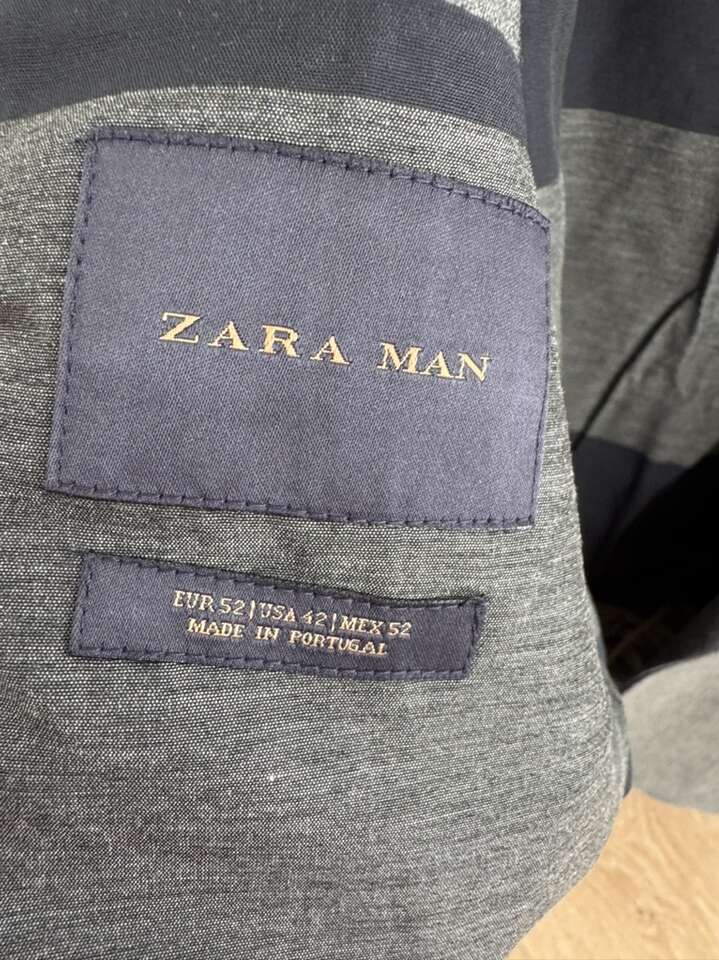 ZARA MAN
EUR 52 | USA 42 | MEX 52
MADE IN PORTUGAL